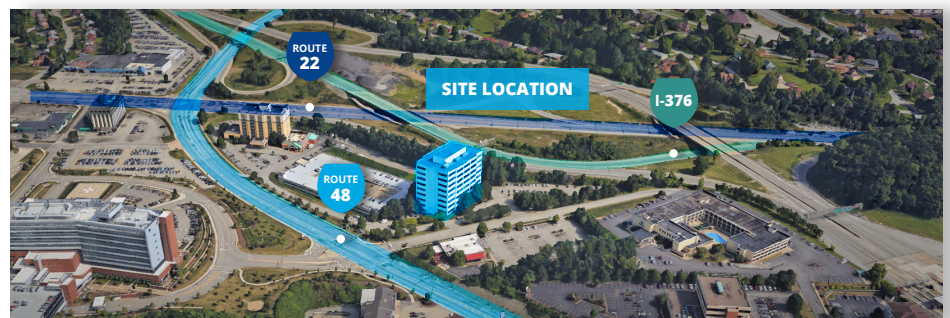 ROUTE
22
SITE LOCATION
I-376
ROUTE
48